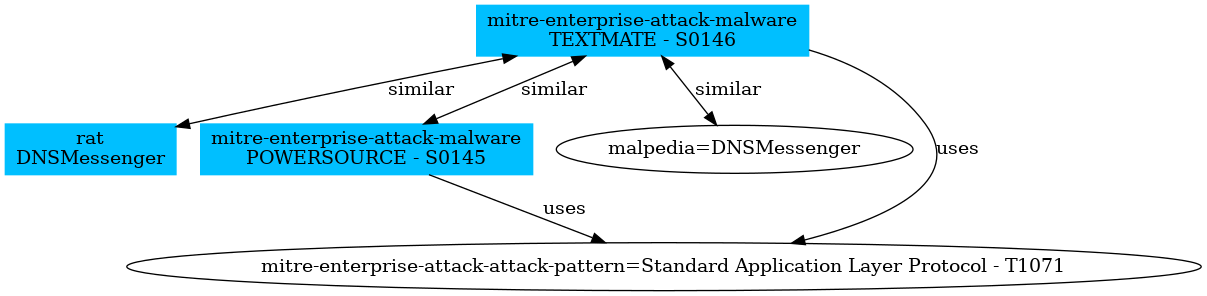 mitre-enterprise-attack-malware
TEXTMATE - S0146
similar
similar
similar
rat
DNSMessenger
mitre-enterprise-attack-malware
POWERSOURCE - S0145
malpedia=DNSMessenger
uses
uses
mitre-enterprise-attack-attack-pattern=Standard Application Layer Protocol - T1071